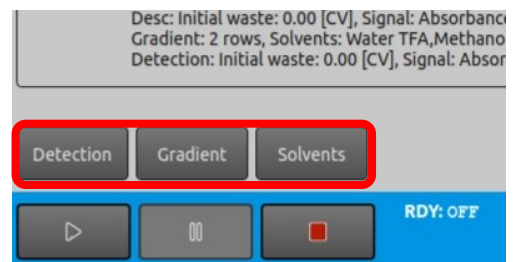 Desc: Initial waste: 0.00 [CV], Signal: Absorbance
Gradient: 2 rows, Solvents: Water TFA,Methano
Detection: Initial waste: 0.00 [CV], Signal: Absor
Detection Gradient Solvents
RDY: OFF